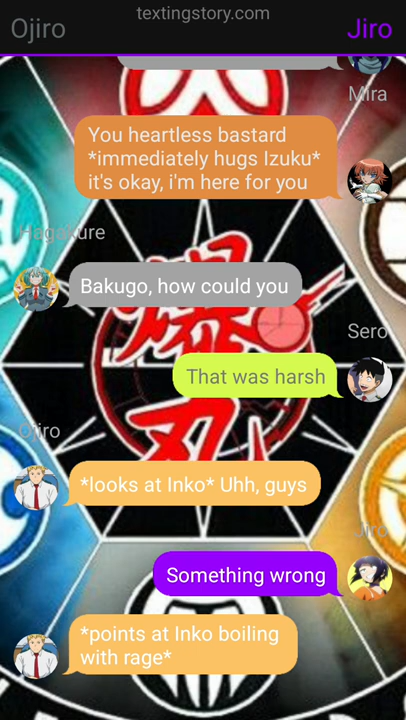 textingstory.com
Ojiro
Jiro
Mira
You heartless bastard
*immediately hugs Izuku*
it's okay, i'm here for you
Hagakure
Bakugo, how could you
Sero
That was harsh
Ojiro
*looks at Inko* Uhh, guys
Jiro
Something wrong
*points at Inko boiling
with rage*